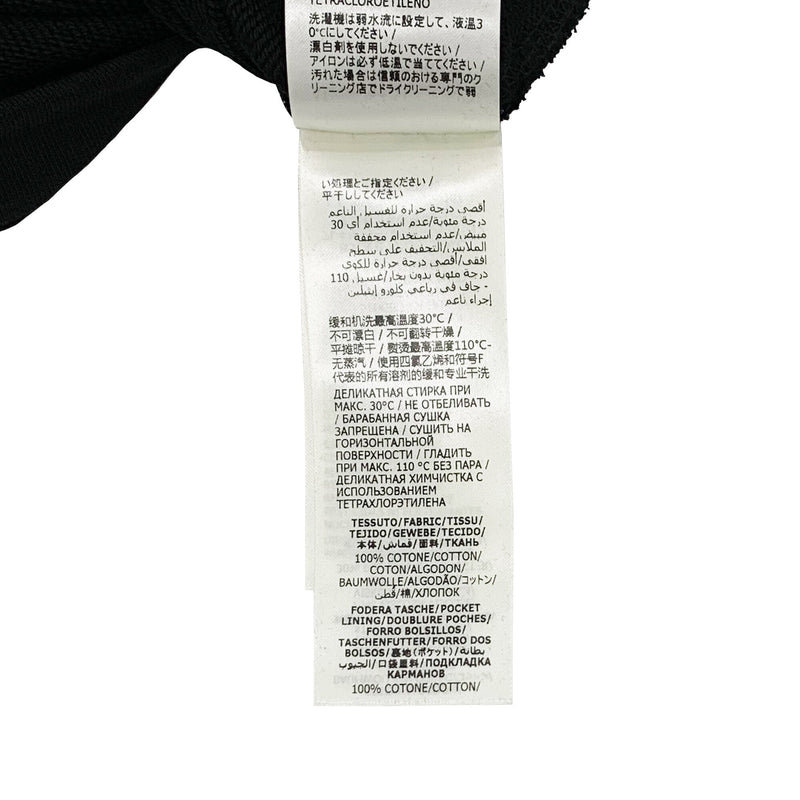 TETRACLOROETILENO
洗濯機は弱水流に設定して、液温3
0℃にしてください/
漂白剤を使用しないでください/
アイロンは必ず低温で当ててください/
汚れた場合は信頼のおける専門のク
リーニング店でドライクリーニングで弱
い処理とご指定ください /
平干ししてください
أقصى درجة حرارة للغسيل الناعم
30 درجة مئوية/عدم استخدام أي
مبيض/عدم استخدام مجففة
الملابس/التجفيف على سطح
أفقي/أقصى درجة حرارة للكوي
110 درجة مئوية بدون بخار/غسيل
جاف في رباعي كلورو إيثيلين -
إجراء ناعم
缓和机洗最高温度30°C /
不可漂白 / 不可翻转干燥 /
平摊晾干 / 熨烫最高温度110°C-
无蒸汽 / 使用四氯乙烯和符号F
代表的所有溶剂的缓和专业干洗
ДЕЛИКАТНАЯ СТИРКА ПРИ
МАКС. 30°C / НЕ ОТБЕЛИВАТЬ
/ БАРАБАННАЯ СУШКА
ЗАПРЕЩЕНА / СУШИТЬ НА
ГОРИЗОНТАЛЬНОЙ
ПОВЕРХНОСТИ / ГЛАДИТЬ
ПРИ МАКС. 110 °C БЕЗ ПАРА /
ДЕЛИКАТНАЯ ХИМЧИСТКА С
ИСПОЛЬЗОВАНИЕМ
ТЕТРАХЛОРЭТИЛЕНА
TESSUTO/FABRIC/TISSU/
TEJIDO/GEWEBE/TECIDO/
本体/قماش/面料/ТКАНЬ
100% COTONE/COTTON/
COTON/ALGODON/
BAUMWOLLE/ALGODÃO/コットン/
قُطن/棉/ХЛОПОК
FODERA TASCHE/POCKET
LINING/DOUBLURE POCHES/
FORRO BOLSILLOS/
TASCHENFUTTER/FORRO DOS
BOLSOS/裏地(ポケット)/بطانة
الجيوب/口袋里料/ПОДКЛАДКА
КАРМАНОВ
100% COTONE/COTTON/